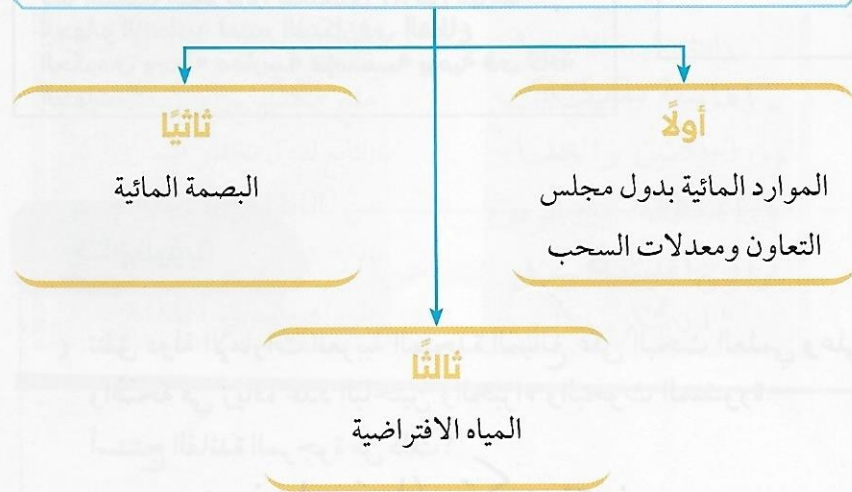 أولًا
الموارد المائية بدول مجلس
التعاون ومعدلات السحب
ثانيًا
البصمة المائية
ثالثًا
المياه الافتراضية